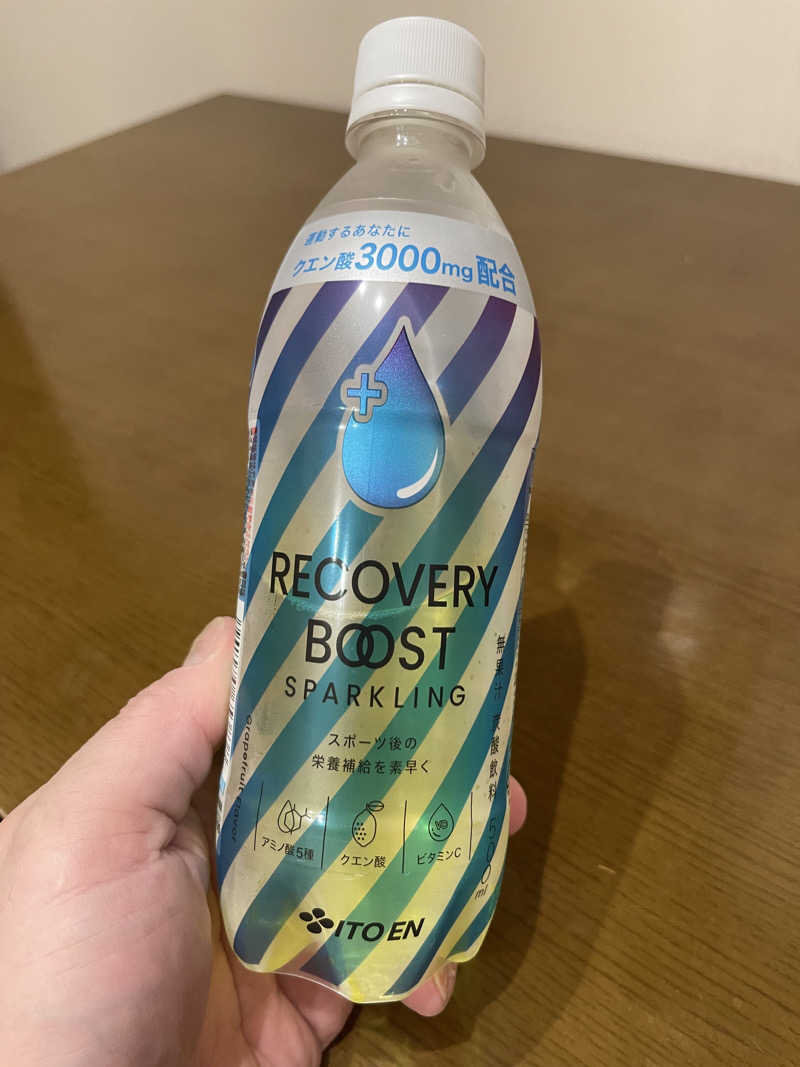 運動するあなたに
クエン酸3000mg配合
RECOVERY
BOOST
SPARKLING
スポーツ後の
栄養補給を素早く
アミノ酸5種
クエン酸
ビタミンC
ITO EN
grapefruit flavor
無果汁 炭酸飲料 500ml